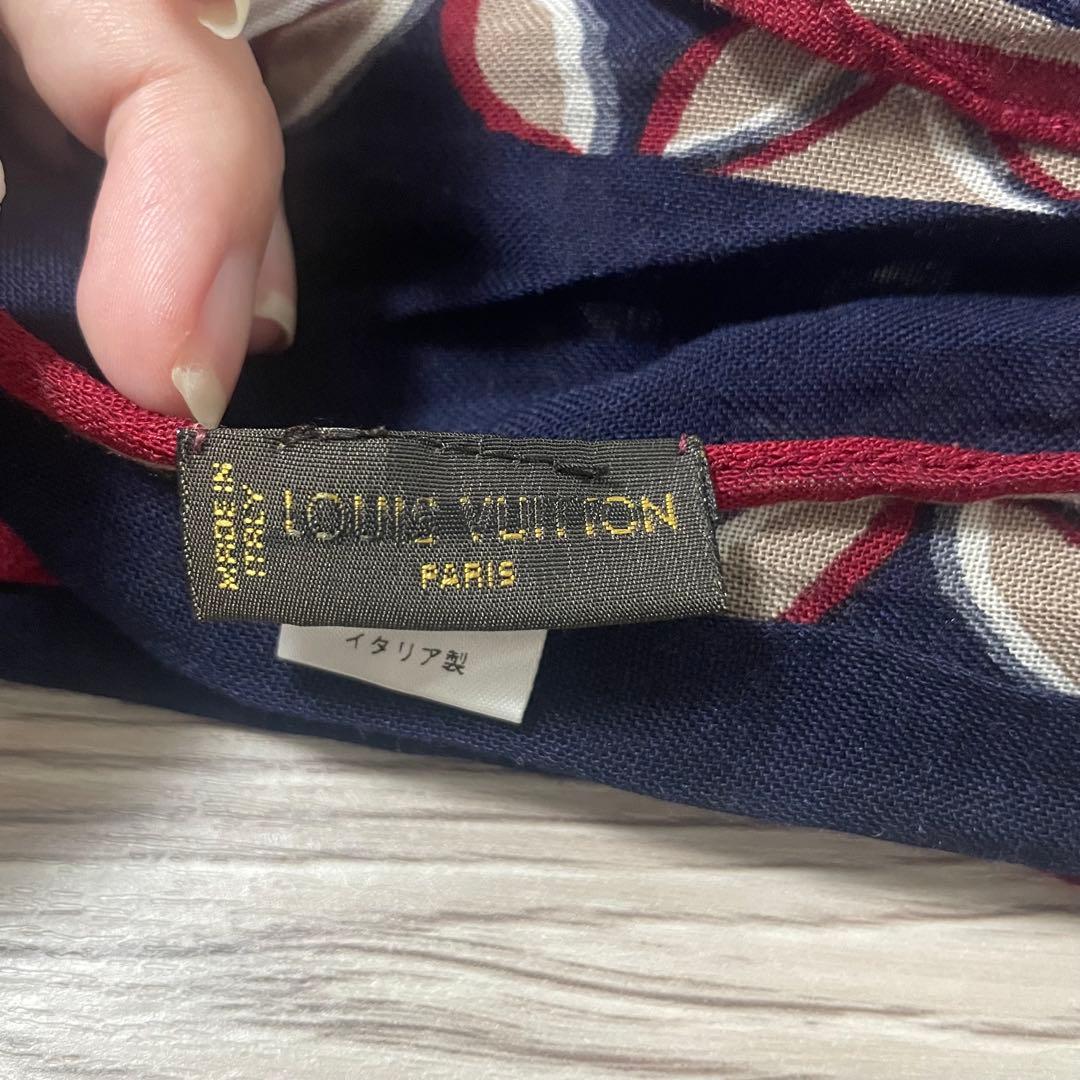 MADE IN
ITALY
LOUIS VUITTON
PARIS
イタリア製